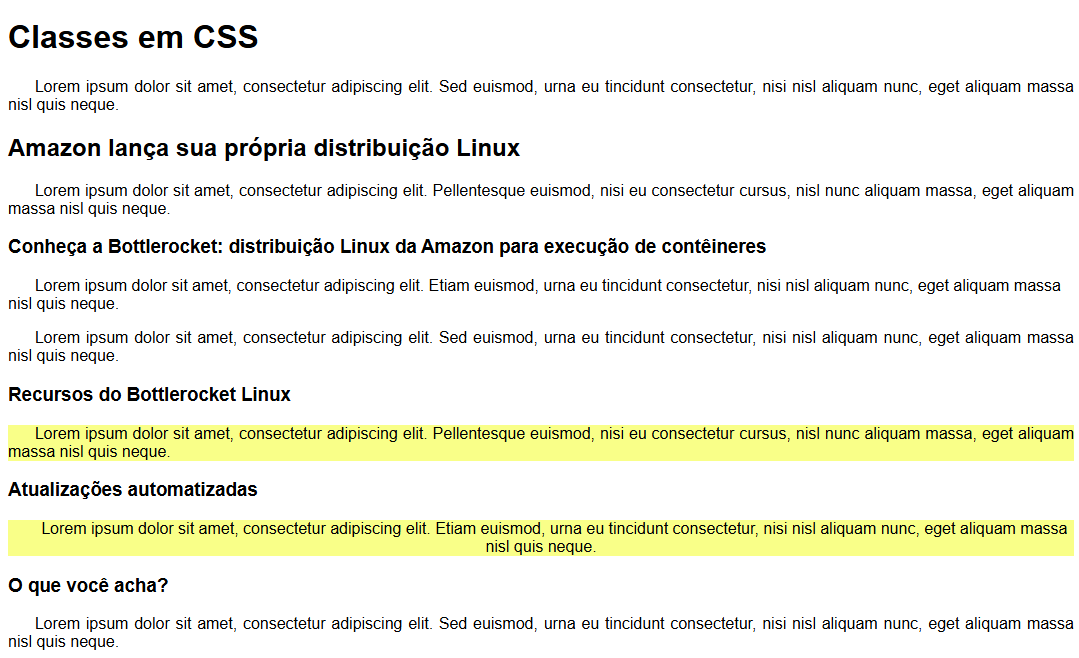 Classes em CSS
Lorem ipsum dolor sit amet, consectetur adipiscing elit. Sed euismod, urna eu tincidunt consectetur, nisi nisl aliquam nunc, eget aliquam massa
nisl quis neque.
Amazon lança sua própria distribuição Linux
Lorem ipsum dolor sit amet, consectetur adipiscing elit. Pellentesque euismod, nisi eu consectetur cursus, nisl nunc aliquam massa, eget aliquam
massa nisl quis neque.
Conheça a Bottlerocket: distribuição Linux da Amazon para execução de contêineres
Lorem ipsum dolor sit amet, consectetur adipiscing elit. Etiam euismod, urna eu tincidunt consectetur, nisi nisl aliquam nunc, eget aliquam massa
nisl quis neque.
Lorem ipsum dolor sit amet, consectetur adipiscing elit. Sed euismod, urna eu tincidunt consectetur, nisi nisl aliquam nunc, eget aliquam massa
nisl quis neque.
Recursos do Bottlerocket Linux
Lorem ipsum dolor sit amet, consectetur adipiscing elit. Pellentesque euismod, nisi eu consectetur cursus, nisl nunc aliquam massa, eget aliquam
massa nisl quis neque.
Atualizações automatizadas
Lorem ipsum dolor sit amet, consectetur adipiscing elit. Etiam euismod, urna eu tincidunt consectetur, nisi nisl aliquam nunc, eget aliquam massa
nisl quis neque.
O que você acha?
Lorem ipsum dolor sit amet, consectetur adipiscing elit. Sed euismod, urna eu tincidunt consectetur, nisi nisl aliquam nunc, eget aliquam massa
nisl quis neque.